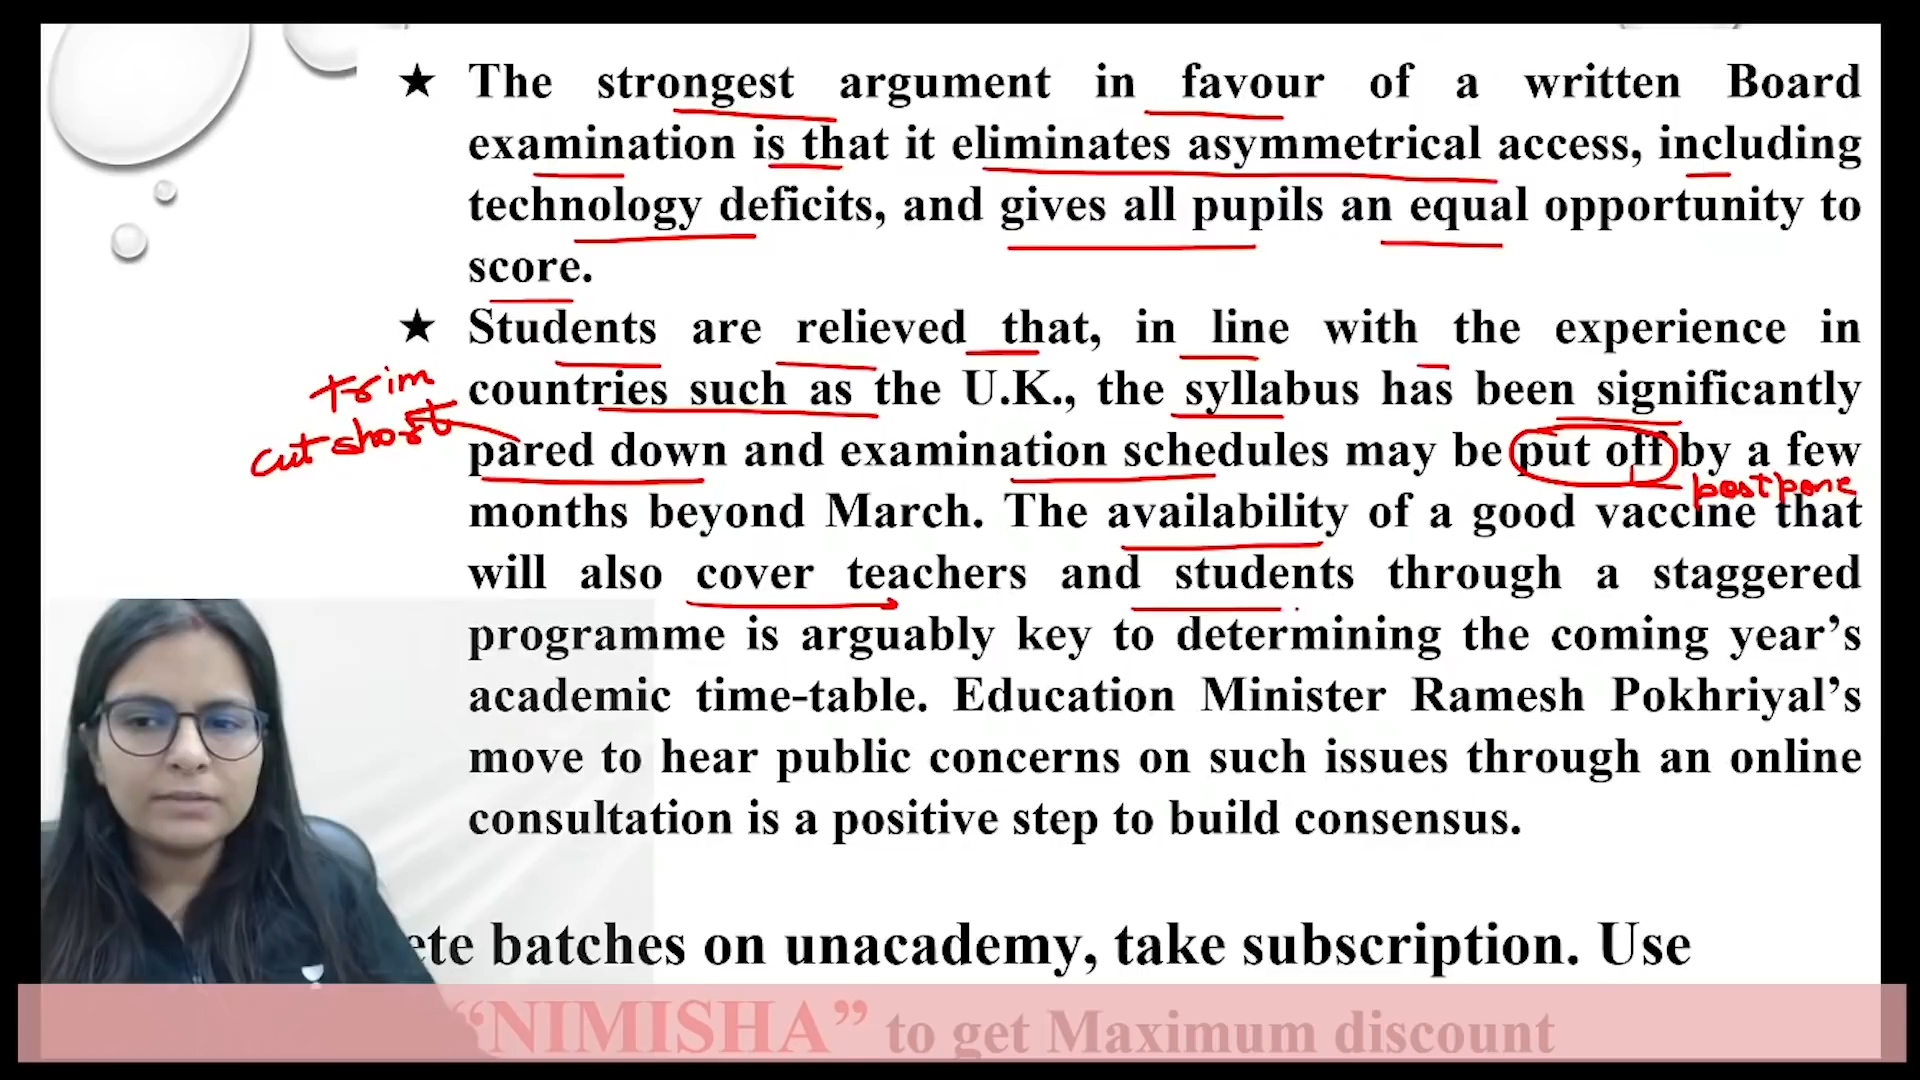 ★ The strongest argument in favour of a written Board
examination is that it eliminates asymmetrical access, including
technology deficits, and gives all pupils an equal opportunity to
score.
★ Students are relieved that, in line with the experience in
trim
countries such as the U.K., the syllabus has been significantly
cut short
pared down and examination schedules may be put off by a few
postpone
months beyond March. The availability of a good vaccine that
will also cover teachers and students through a staggered
programme is arguably key to determining the coming year’s
academic time-table. Education Minister Ramesh Pokhriyal’s
move to hear public concerns on such issues through an online
consultation is a positive step to build consensus.
ete batches on unacademy, take subscription. Use
“NIMISHA” to get Maximum discount